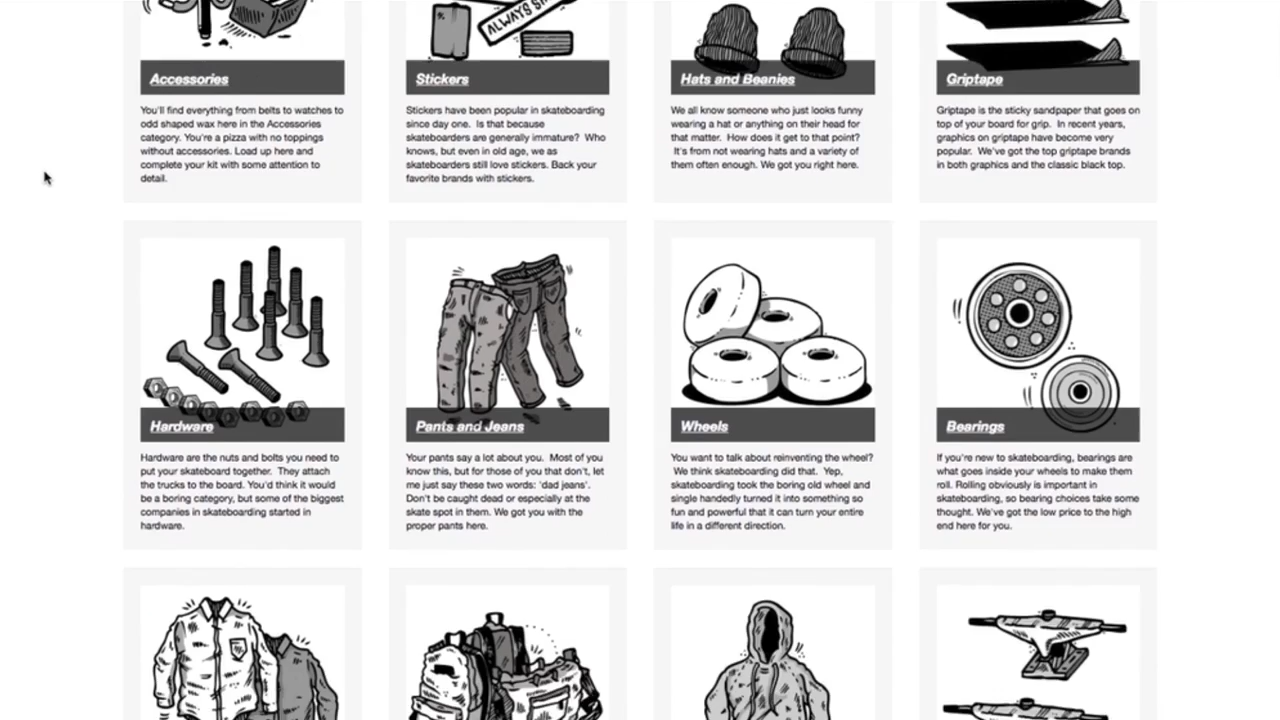 ALWAYS
Accessories
You'll find everything from belts to watches to
odd shaped wax here in the Accessories
category. You're a pizza with no toppings
without accessories. Load up here and
complete your kit with some attention to
detail.
Stickers
Stickers have been popular in skateboarding
since day one. Is that because
skateboarders are generally immature? Who
knows, but even in old age, we as
skateboarders still love stickers. Back your
favorite brands with stickers.
Hats and Beanies
We all know someone who just looks funny
wearing a hat or anything on their head for
that matter. How does it get to that point?
It's from not wearing hats and a variety of
them often enough. We got you right here.
Griptape
Griptape is the sticky sandpaper that goes on
top of your board for grip. In recent years,
graphics on griptape have become very
popular. We've got the top griptape brands
in both graphics and the classic black top.
Hardware
Hardware are the nuts and bolts you need to
put your skateboard together. They attach
the trucks to the board. You'd think it would
be a boring category, but some of the biggest
companies in skateboarding started in
hardware.
Pants and Jeans
Your pants say a lot about you. Most of you
know this, but for those of you that don't, let
me just say these two words: 'dad jeans'.
Don't be caught dead or especially at the
skate spot in them. We got you with the
proper pants here.
Wheels
You want to talk about reinventing the wheel?
We think skateboarding did that. Yep,
skateboarding took the boring old wheel and
single handedly turned it into something so
fun and powerful that it can turn your entire
life in a different direction.
Bearings
If you're new to skateboarding, bearings are
what goes inside your wheels to make them
roll. Rolling obviously is important in
skateboarding, so bearing choices take some
thought. We've got the low price to the high
end here for you.